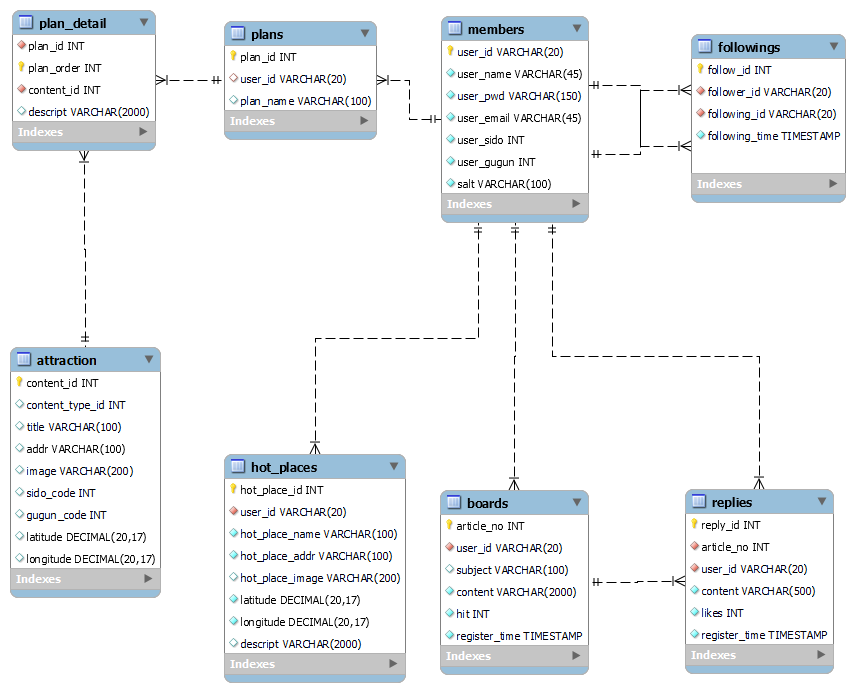 plan_detail
plan_id INT
plan_order INT
content_id INT
descript VARCHAR(2000)
Indexes
plans
plan_id INT
user_id VARCHAR(20)
plan_name VARCHAR(100)
Indexes
members
user_id VARCHAR(20)
user_name VARCHAR(45)
user_pwd VARCHAR(150)
user_email VARCHAR(45)
user_sido INT
user_gugun INT
salt VARCHAR(100)
Indexes
followings
follow_id INT
follower_id VARCHAR(20)
following_id VARCHAR(20)
following_time TIMESTAMP
Indexes
attraction
content_id INT
content_type_id INT
title VARCHAR(100)
addr VARCHAR(100)
image VARCHAR(200)
sido_code INT
gugun_code INT
latitude DECIMAL(20,17)
longitude DECIMAL(20,17)
Indexes
hot_places
hot_place_id INT
user_id VARCHAR(20)
hot_place_name VARCHAR(100)
hot_place_addr VARCHAR(100)
hot_place_image VARCHAR(200)
latitude DECIMAL(20,17)
longitude DECIMAL(20,17)
descript VARCHAR(2000)
Indexes
boards
article_no INT
user_id VARCHAR(20)
subject VARCHAR(100)
content VARCHAR(2000)
hit INT
register_time TIMESTAMP
Indexes
replies
reply_id INT
article_no INT
user_id VARCHAR(20)
content VARCHAR(500)
likes INT
register_time TIMESTAMP
Indexes